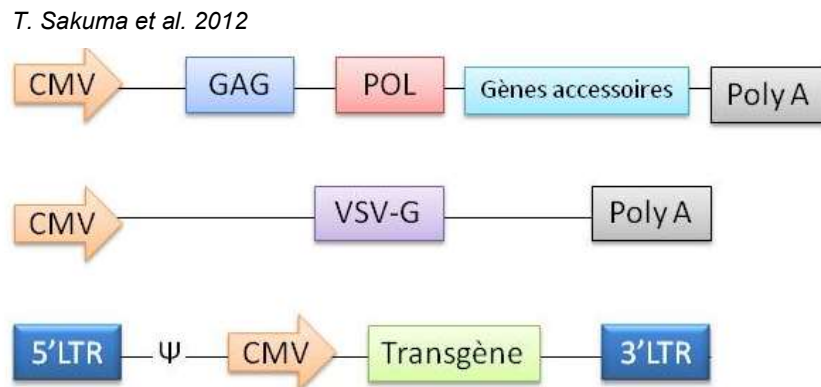 T. Sakuma et al. 2012
CMV GAG POL Gènes accessoires Poly A
CMV VSV-G Poly A
5'LTR Ψ CMV Transgène 3'LTR